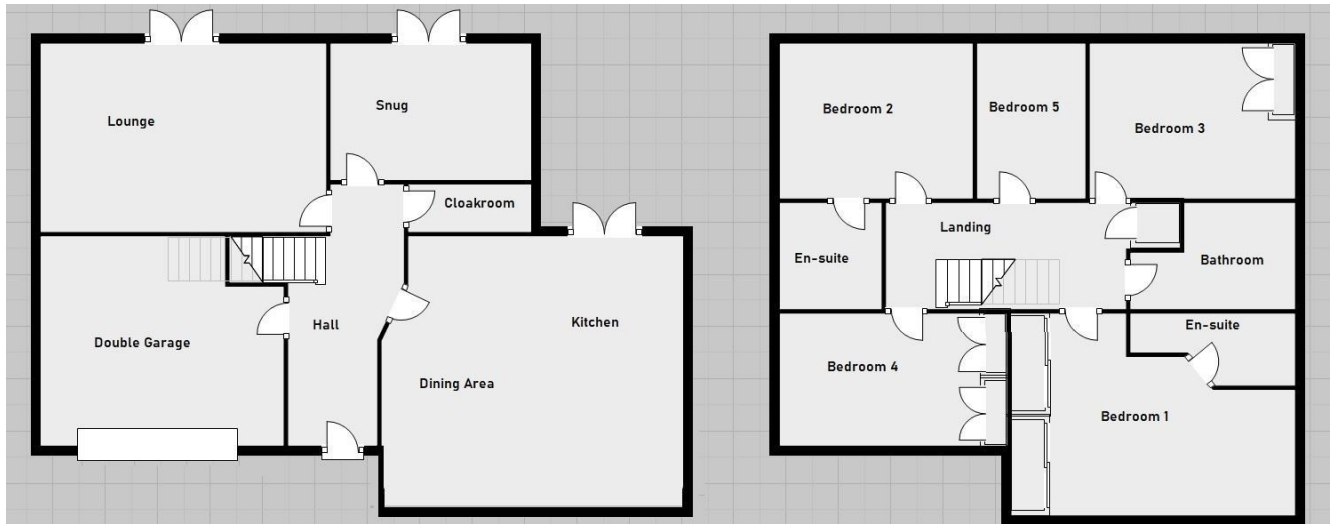 Lounge
Snug
Cloakroom
Double Garage
Hall
Kitchen
Dining Area
Bedroom 2
Bedroom 5
Bedroom 3
Landing
En-suite
Bathroom
En-suite
Bedroom 4
Bedroom 1